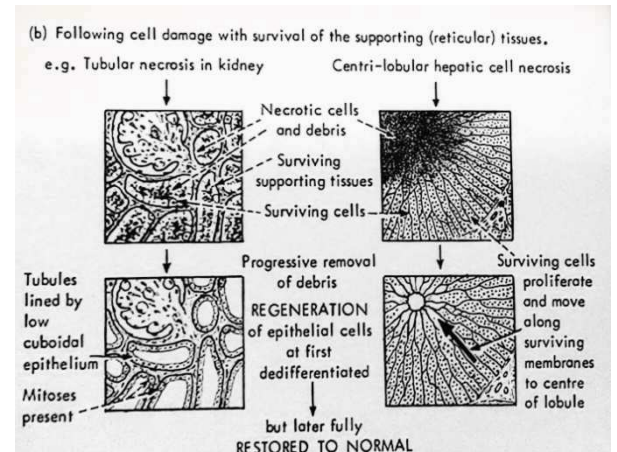 (b) Following cell damage with survival of the supporting (reticular) tissues.
e.g. Tubular necrosis in kidney
Centri-lobular hepatic cell necrosis
Necrotic cells
and debris
Surviving
supporting tissues
Surviving cells
Progressive removal
of debris
Tubules
lined by
low
cuboidal
epithelium
Mitoses
present
REGENERATION
of epithelial cells
at first
dedifferentiated
Surviving cells
proliferate
and move
along
surviving
membranes
to centre
of lobule
but later fully
RESTORED TO NORMAL